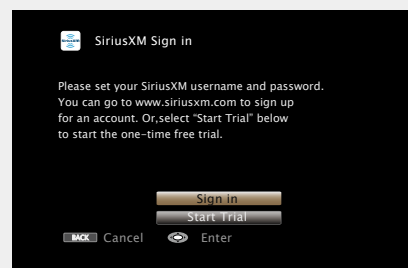 SiriusXM Sign in
Please set your SiriusXM username and password.
You can go to www.siriusxm.com to sign up
for an account. Or,select “Start Trial” below
to start the one-time free trial.
Sign in
Start Trial
BACK Cancel Enter